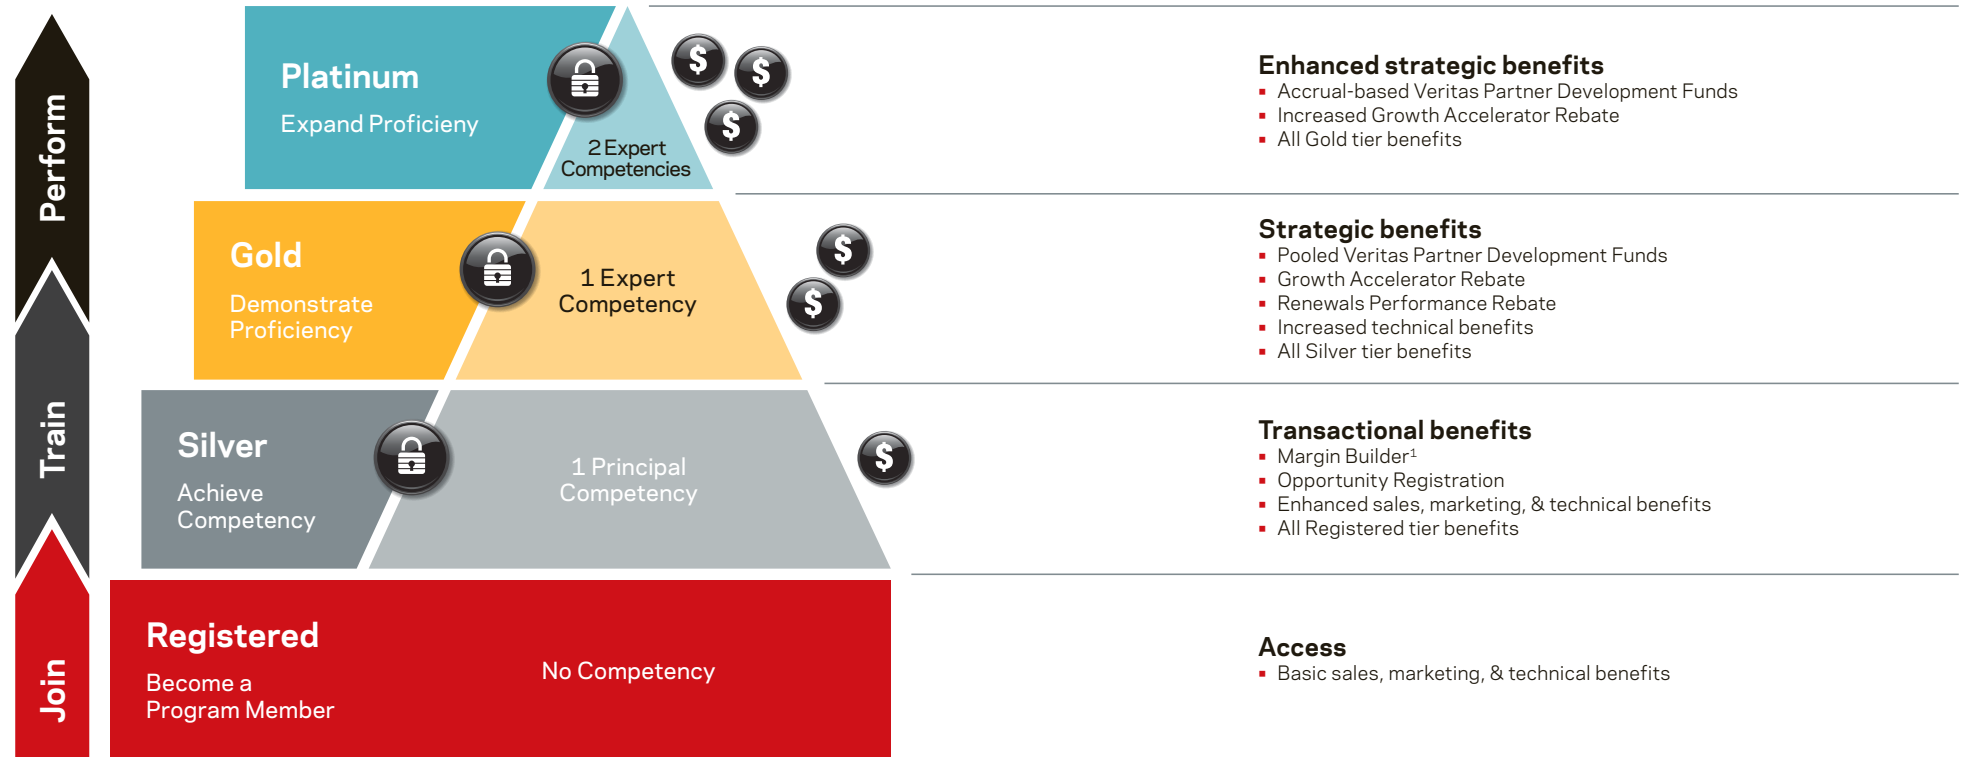 Perform
Train
Join
Platinum
Expand Proficieny
2 Expert
Competencies
$
$
$
Enhanced strategic benefits
▪ Accrual-based Veritas Partner Development Funds
▪ Increased Growth Accelerator Rebate
▪ All Gold tier benefits
Gold
Demonstrate
Proficiency
1 Expert
Competency
$
$
Strategic benefits
▪ Pooled Veritas Partner Development Funds
▪ Growth Accelerator Rebate
▪ Renewals Performance Rebate
▪ Increased technical benefits
▪ All Silver tier benefits
Silver
Achieve
Competency
1 Principal
Competency
$
Transactional benefits
▪ Margin Builder¹
▪ Opportunity Registration
▪ Enhanced sales, marketing, & technical benefits
▪ All Registered tier benefits
Registered
Become a
Program Member
No Competency
Access
▪ Basic sales, marketing, & technical benefits